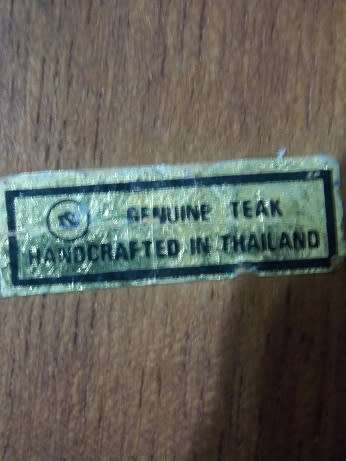 GENUINE TEAK
HANDCRAFTED IN THAILAND